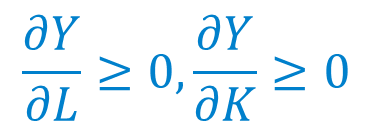 ∂Y/∂L ≥ 0, ∂Y/∂K ≥ 0